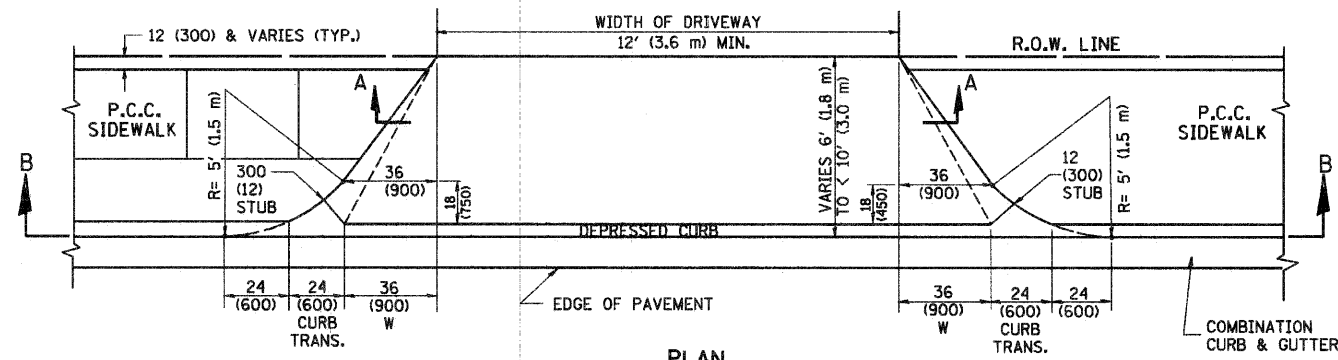 WIDTH OF DRIVEWAY
12' (3.6 m) MIN.
12 (300) & VARIES (TYP.)
R.O.W. LINE
A
A
P.C.C.
SIDEWALK
P.C.C.
SIDEWALK
R= 5' (1.5 m)
VARIES 6' (1.8 m)
TO < 10' (3.0 m)
R= 5' (1.5 m)
B
B
300
(12)
STUB
36
(900)
18
(750)
36
(900)
18
(450)
12
(300)
STUB
DEPRESSED CURB
24
(600)
24
(600)
CURB
TRANS.
36
(900)
W
EDGE OF PAVEMENT
36
(900)
W
24
(600)
CURB
TRANS.
24
(600)
COMBINATION
CURB & GUTTER
PLAN